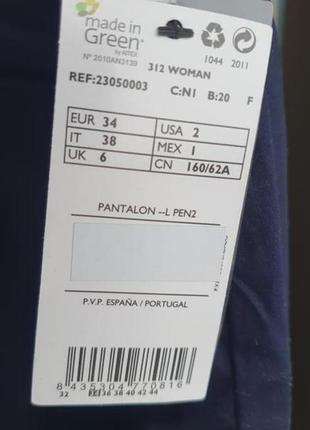 made in
Green
by AITEX
Nº 2010AN3139
1044 2011
312 WOMAN
REF:23050003 C:N1 B:20 F
EUR 34 USA 2
IT 38 MEX 1
UK 6 CN 160/62A
PANTALON --L PEN2
P.V.P. ESPAÑA / PORTUGAL
8 435304 770816
32 34 36 38 40 42 44